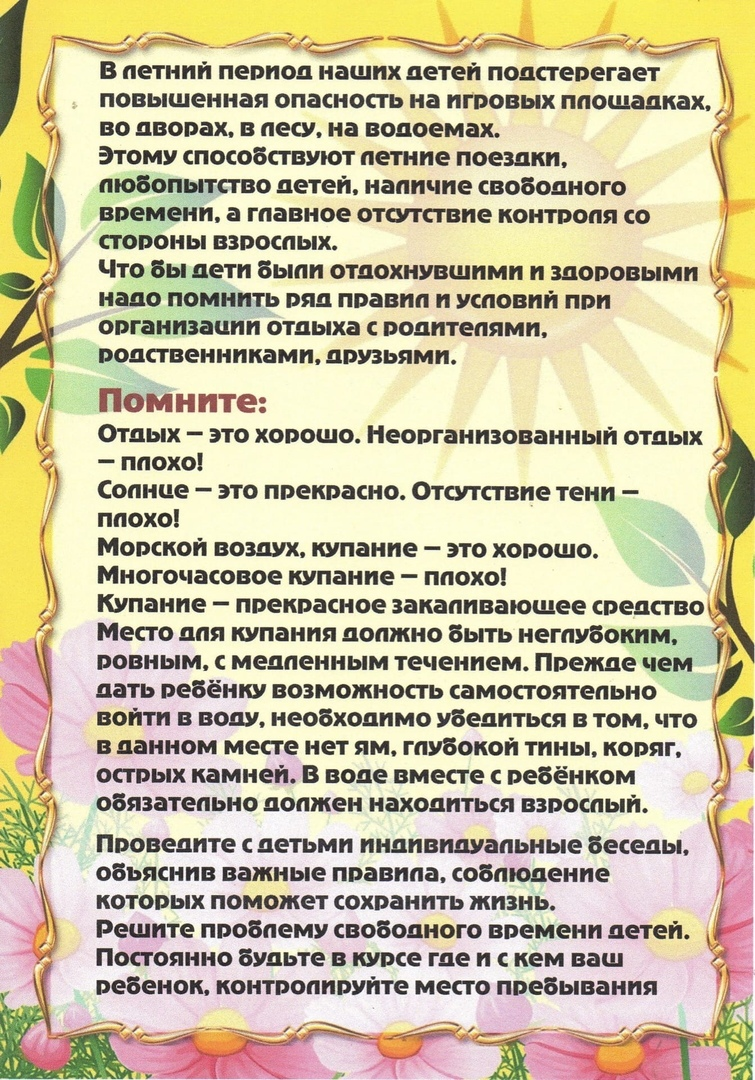 В летний период наших детей подстерегает
повышенная опасность на игровых площадках,
во дворах, в лесу, на водоемах.
Этому способствуют летние поездки,
любопытство детей, наличие свободного
времени, а главное отсутствие контроля со
стороны взрослых.
Что бы дети были отдохнувшими и здоровыми
надо помнить ряд правил и условий при
организации отдыха с родителями,
родственниками, друзьями.
Помните:
Отдых – это хорошо. Неорганизованный отдых
– плохо!
Солнце – это прекрасно. Отсутствие тени –
плохо!
Морской воздух, купание – это хорошо.
Многочасовое купание – плохо!
Купание – прекрасное закаливающее средство
Место для купания должно быть неглубоким,
ровным, с медленным течением. Прежде чем
дать ребёнку возможность самостоятельно
войти в воду, необходимо убедиться в том, что
в данном месте нет ям, глубокой тины, коряг,
острых камней. В воде вместе с ребёнком
обязательно должен находиться взрослый.
Проведите с детьми индивидуальные беседы,
объяснив важные правила, соблюдение
которых поможет сохранить жизнь.
Решите проблему свободного времени детей.
Постоянно будьте в курсе где и с кем ваш
ребенок, контролируйте место пребывания